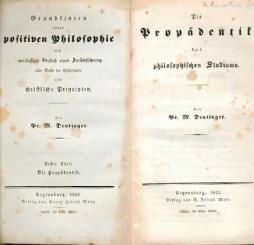 Grundlinien
einer
positiven Philosophie
als
vorläufiger Versuch einer Zurückführung
aller Theile der Philosophie
auf
christliche Principien.
Von
Dr. M. Deutinger.
Erster Theil:
Die Propädeutik.
Regensburg, 1843.
Verlag von Georg Joseph Manz
Die
Propädeutik
des
philosophischen Studiums.
Von
Dr. M. Deutinger.
Regensburg, 1843.
Verlag von G. Joseph Manz